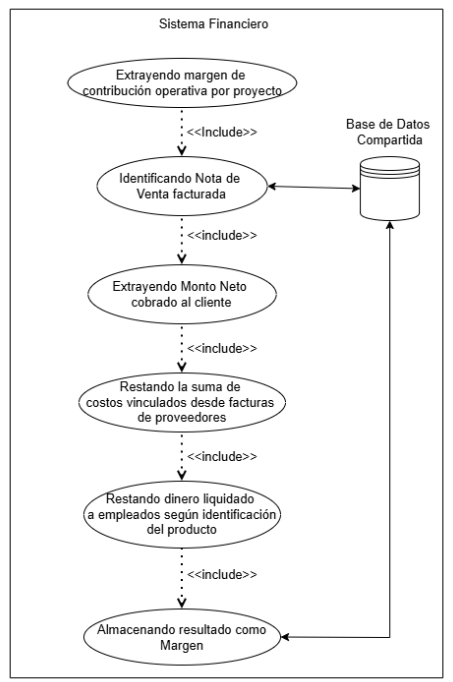 Sistema Financiero
Extrayendo margen de
contribución operativa por proyecto
<<Include>>
Base de Datos
Compartida
Identificando Nota de
Venta facturada
<<include>>
Extrayendo Monto Neto
cobrado al cliente
<<include>>
Restando la suma de
costos vinculados desde facturas
de proveedores
<<include>>
Restando dinero liquidado
a empleados según identificación
del producto
<<include>>
Almacenando resultado como
Margen